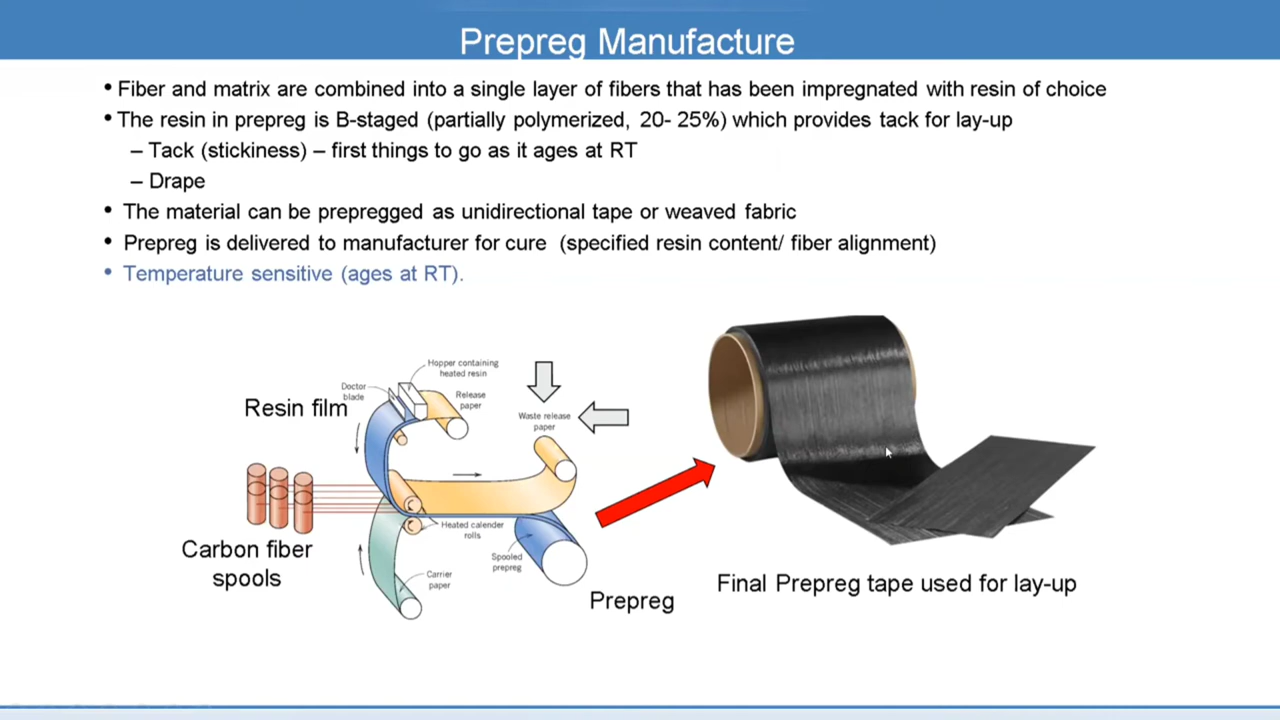 Prepreg Manufacture
• Fiber and matrix are combined into a single layer of fibers that has been impregnated with resin of choice
• The resin in prepreg is B-staged (partially polymerized, 20- 25%) which provides tack for lay-up
– Tack (stickiness) – first things to go as it ages at RT
– Drape
• The material can be prepregged as unidirectional tape or weaved fabric
• Prepreg is delivered to manufacturer for cure (specified resin content/ fiber alignment)
• Temperature sensitive (ages at RT).
Hopper containing
heated resin
Doctor
blade
Release
paper
Resin film
Waste release
paper
Heated calender
rolls
Carbon fiber
spools
Spooled
prepreg
Carrier
paper
Prepreg
Final Prepreg tape used for lay-up